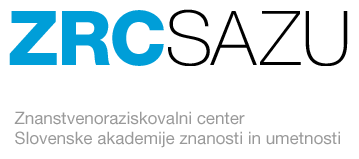 ZRCSAZU
Znanstvenoraziskovalni center
Slovenske akademije znanosti in umetnosti